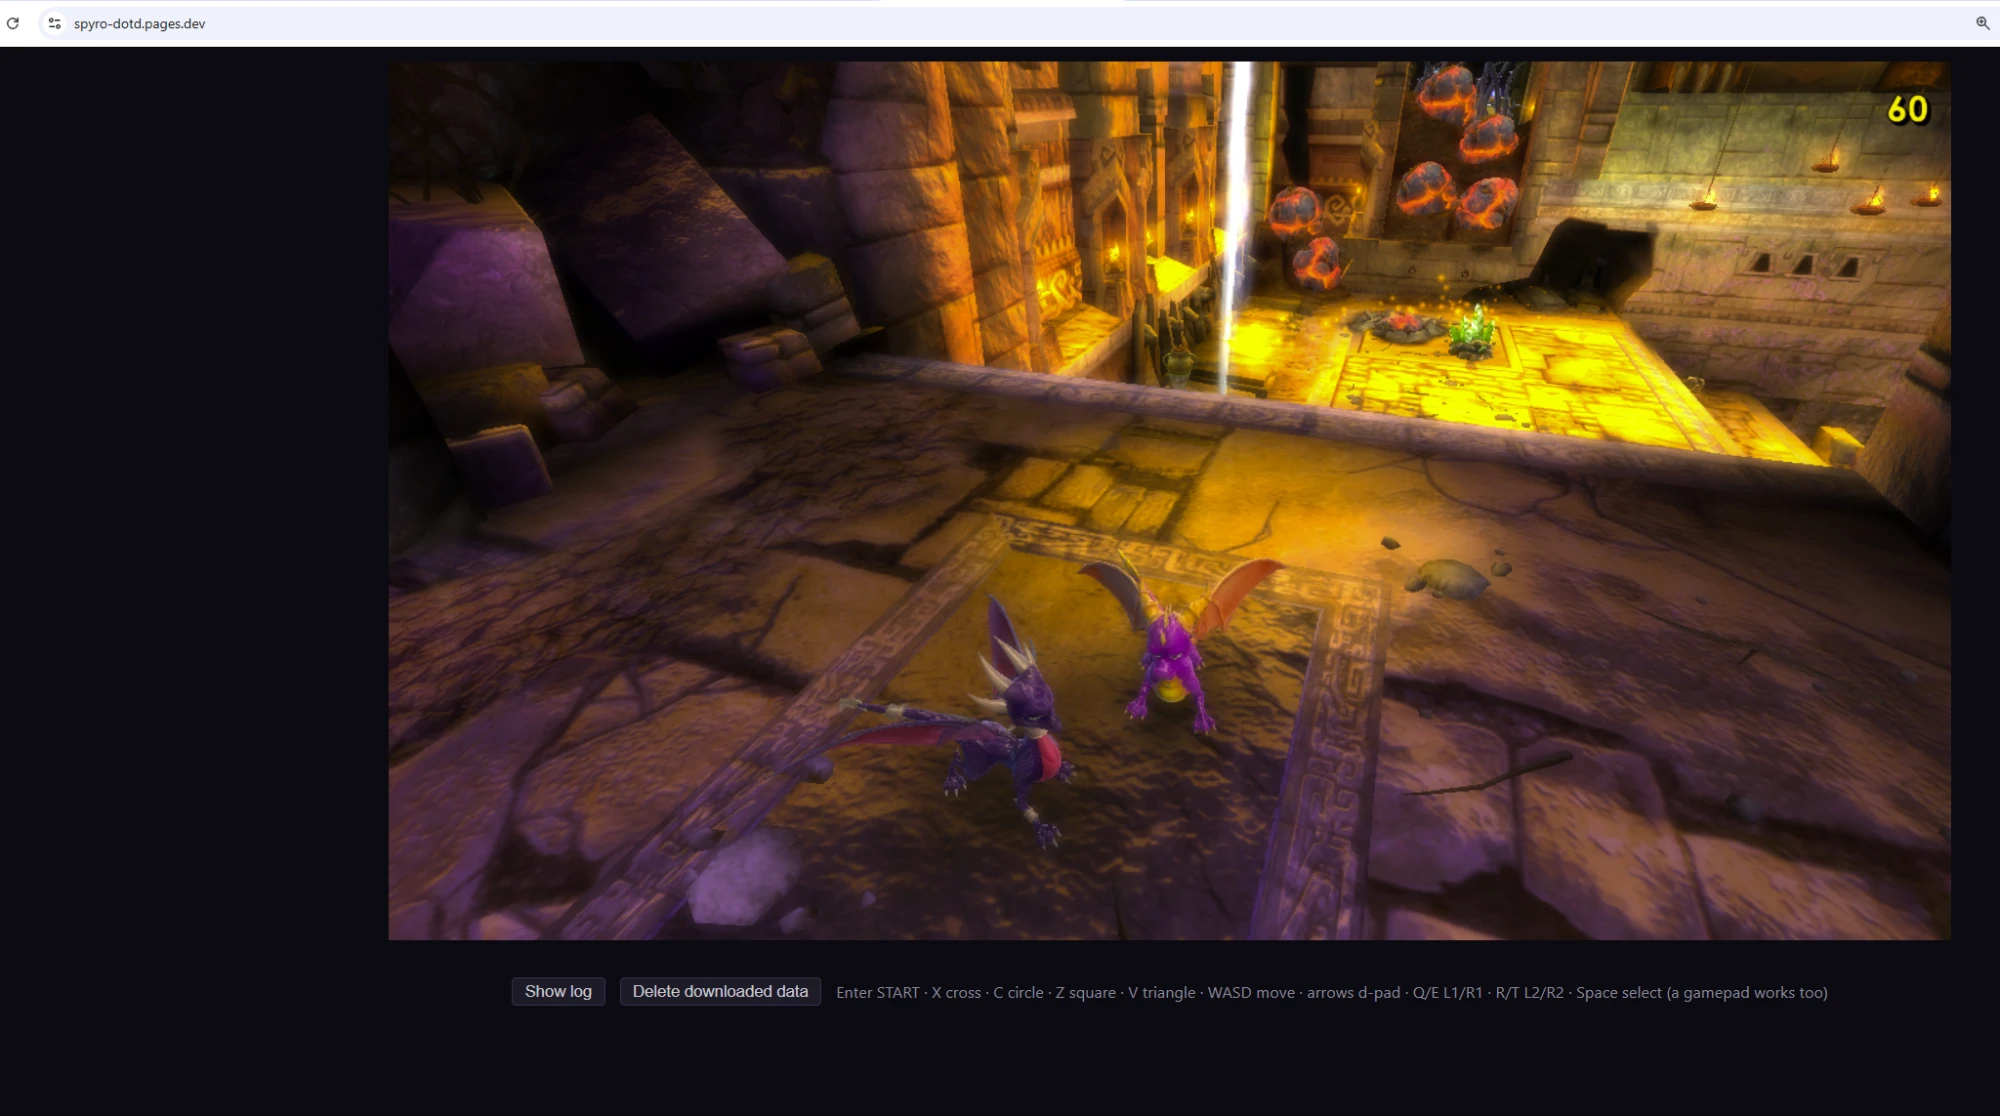 spyro-dotd.pages.dev
60
Show log
Delete downloaded data
Enter START · X cross · C circle · Z square · V triangle · WASD move · arrows d-pad · Q/E L1/R1 · R/T L2/R2 · Space select (a gamepad works too)